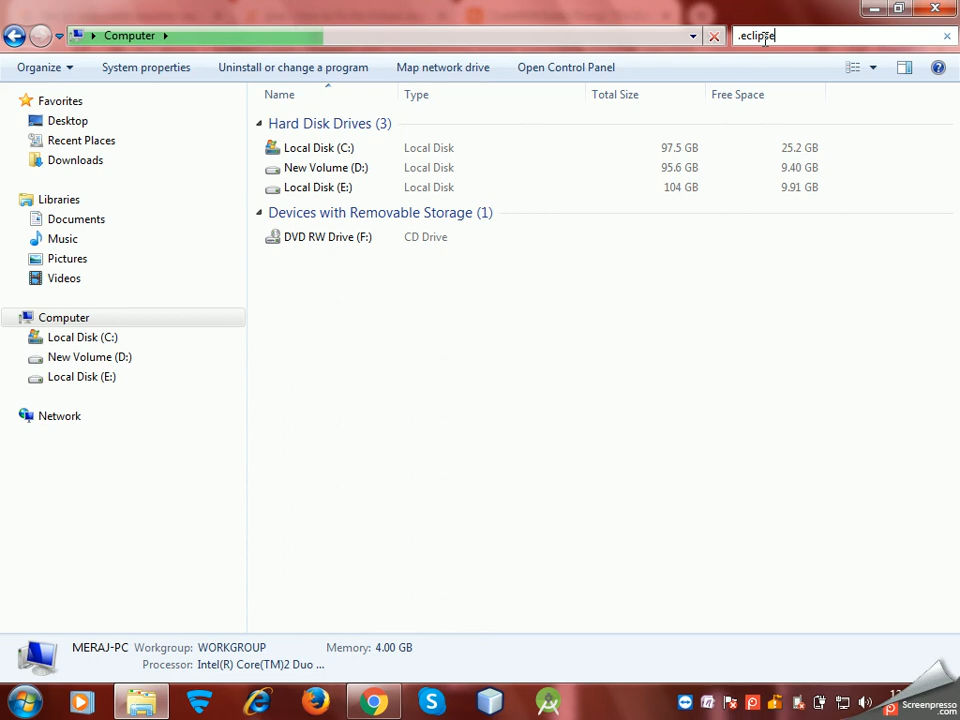 Computer
.eclipse
Organize
System properties
Uninstall or change a program
Map network drive
Open Control Panel
Favorites
Desktop
Recent Places
Downloads
Libraries
Documents
Music
Pictures
Videos
Computer
Local Disk (C:)
New Volume (D:)
Local Disk (E:)
Network
Name Type Total Size Free Space
Hard Disk Drives (3)
Local Disk (C:) Local Disk 97.5 GB 25.2 GB
New Volume (D:) Local Disk 95.6 GB 9.40 GB
Local Disk (E:) Local Disk 104 GB 9.91 GB
Devices with Removable Storage (1)
DVD RW Drive (F:) CD Drive
MERAJ-PC Workgroup: WORKGROUP Memory: 4.00 GB
Processor: Intel(R) Core(TM)2 Duo ...
Screenpresso
.com